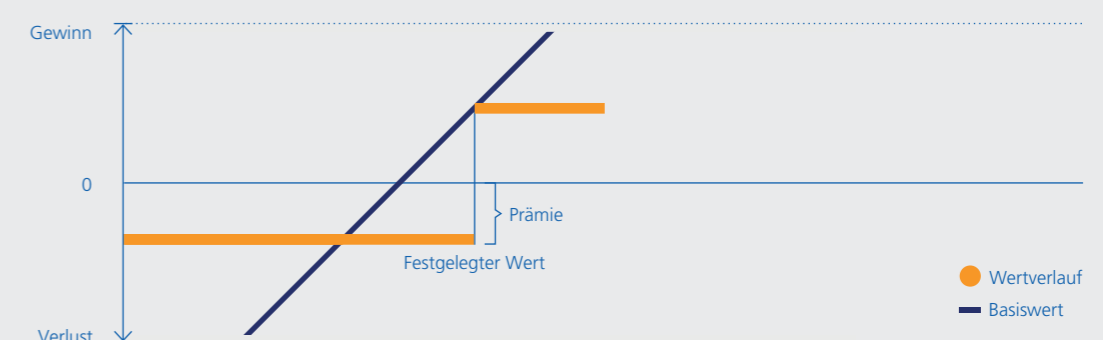 Gewinn
0
Prämie
Festgelegter Wert
Wertverlauf
Basiswert
Verlust